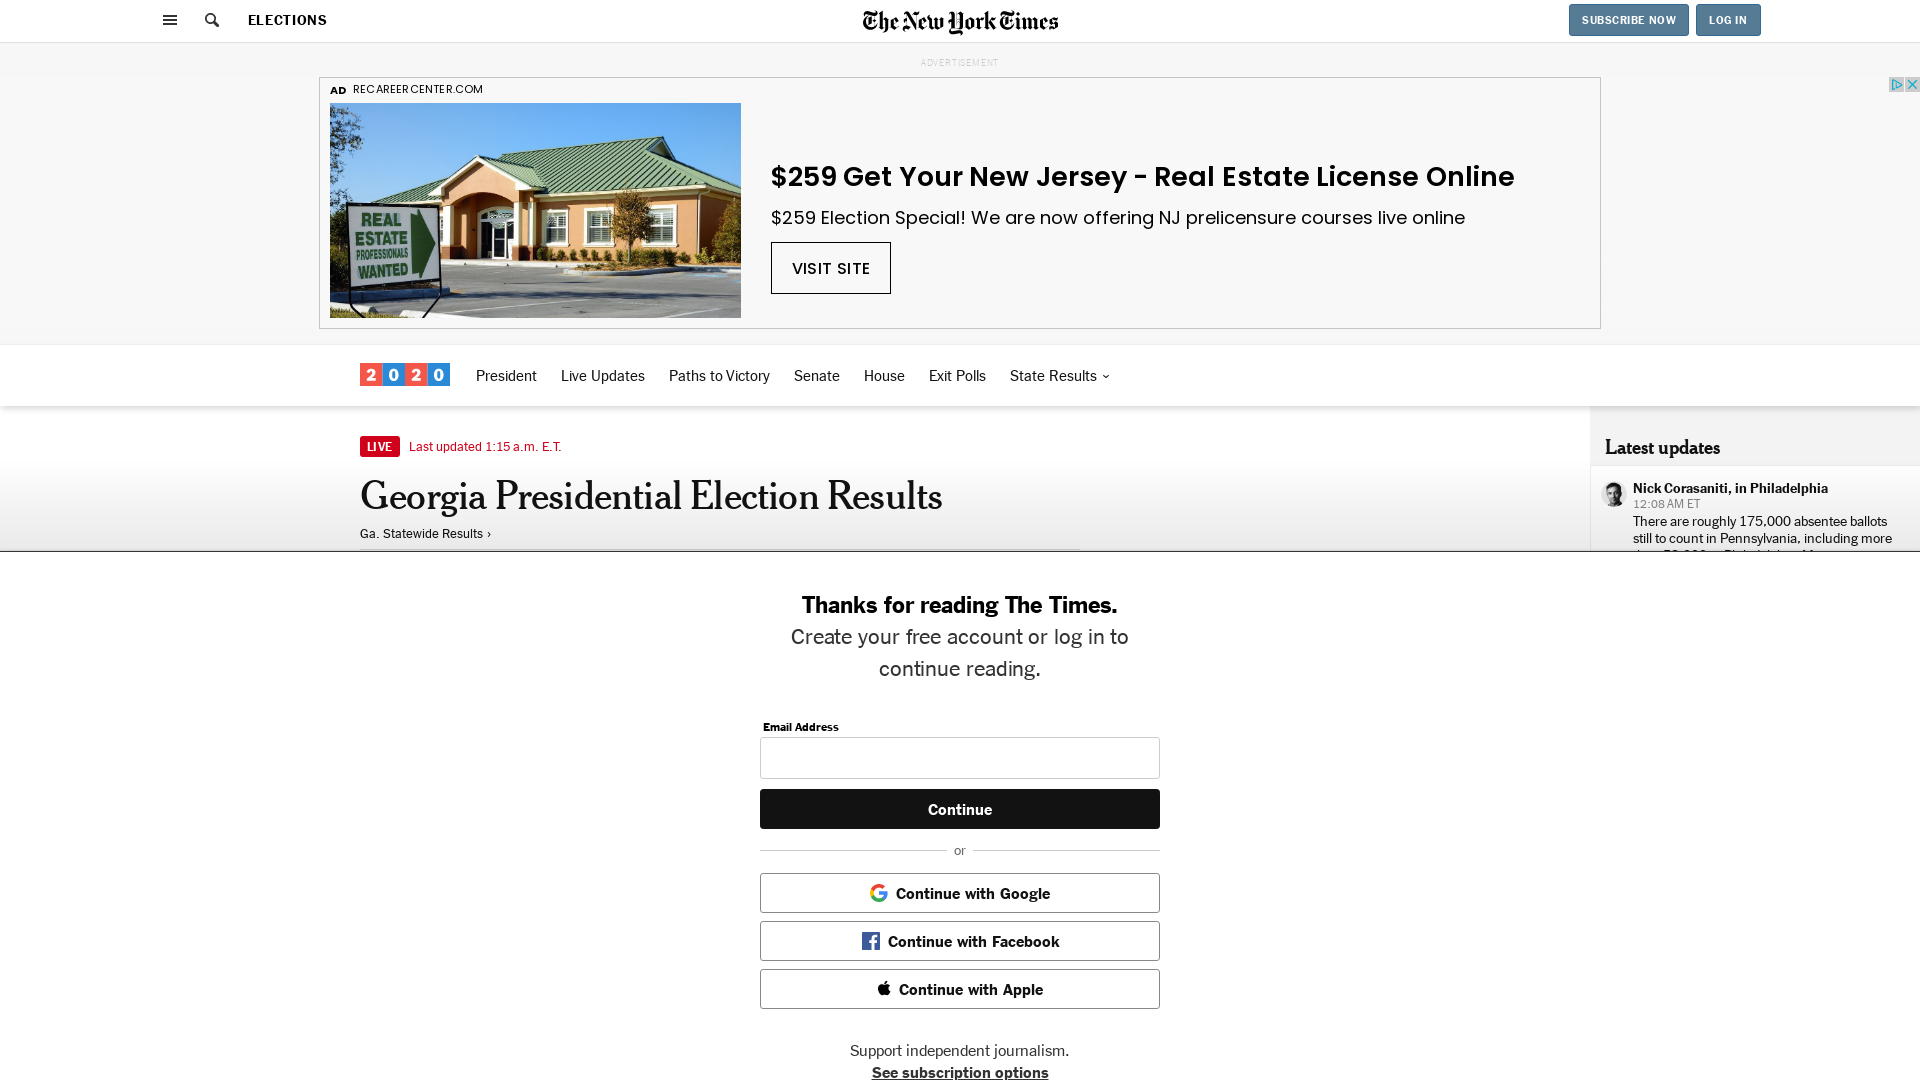 ELECTIONS
The New York Times
SUBSCRIBE NOW
LOG IN
ADVERTISEMENT
AD RECAREERCENTER.COM
REAL
ESTATE
PROFESSIONALS
WANTED
$259 Get Your New Jersey - Real Estate License Online
$259 Election Special! We are now offering NJ prelicensure courses live online
VISIT SITE
2020
President
Live Updates
Paths to Victory
Senate
House
Exit Polls
State Results
LIVE Last updated 1:15 a.m. E.T.
Georgia Presidential Election Results
Ga. Statewide Results ›
Latest updates
Nick Corasaniti, in Philadelphia
12:08 AM ET
There are roughly 175,000 absentee ballots
still to count in Pennsylvania, including more
Thanks for reading The Times.
Create your free account or log in to
continue reading.
Email Address
Continue
or
Continue with Google
Continue with Facebook
Continue with Apple
Support independent journalism.
See subscription options